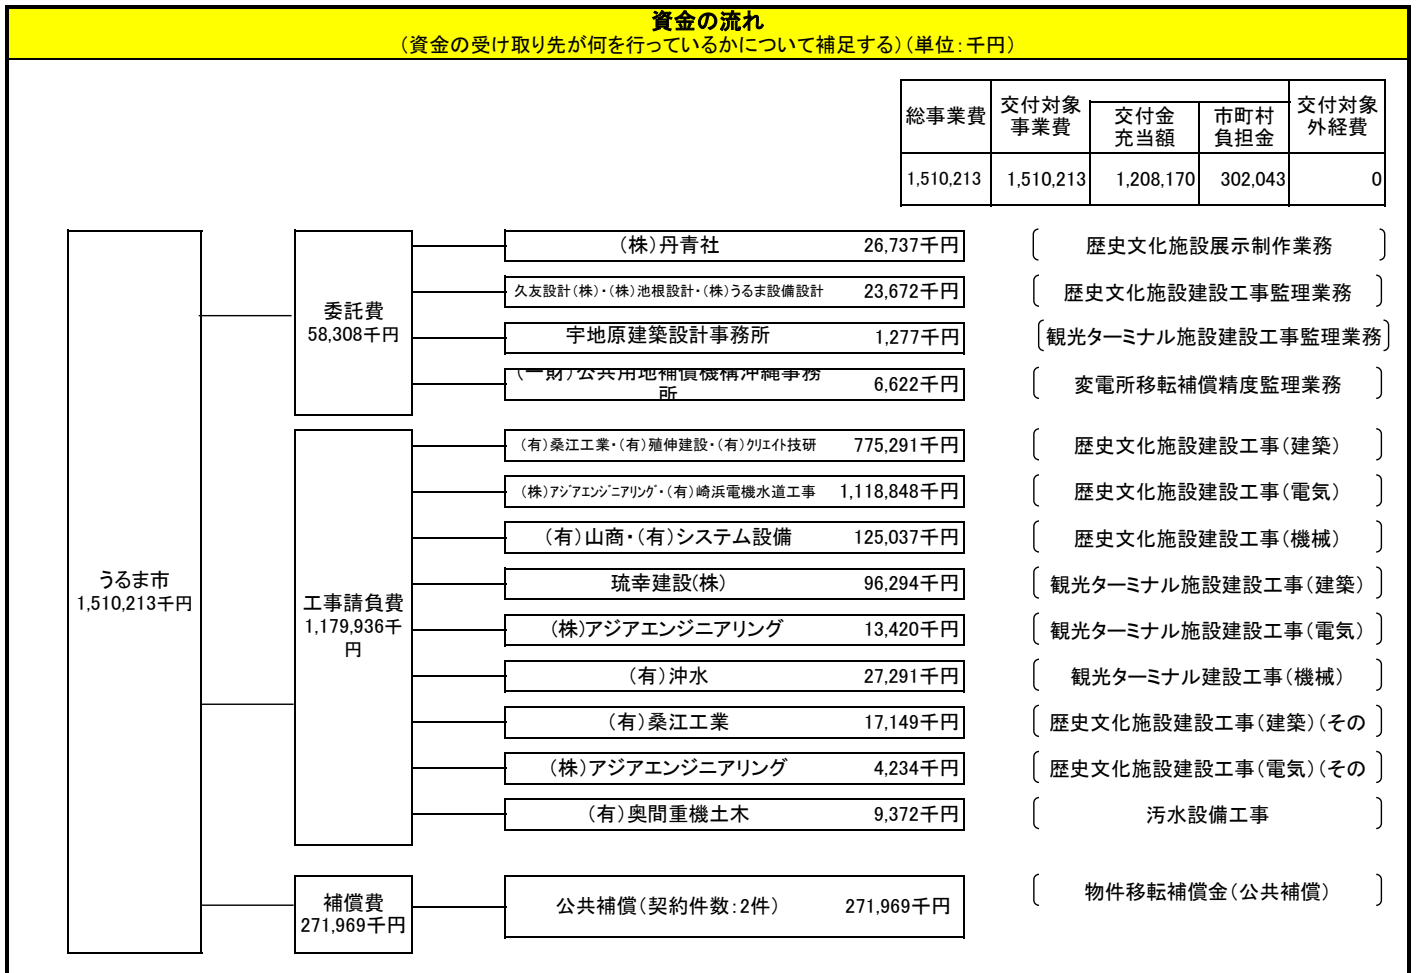 資金の流れ
（資金の受け取り先が何を行っているかについて補足する）（単位：千円）
総事業費
交付対象
事業費
交付金
充当額
市町村
負担金
交付対象
外経費
1,510,213
1,510,213
1,208,170
302,043
0
うるま市
1,510,213千円
委託費
58,308千円
（株）丹青社 26,737千円 歴史文化施設展示制作業務
久友設計（株）・（株）池根設計・（株）うるま設備設計 23,672千円 歴史文化施設建設工事監理業務
宇地原建築設計事務所 1,277千円 観光ターミナル施設建設工事監理業務
（一財）公共用地補償機構沖縄事務
所
6,622千円 変電所移転補償精度監理業務
工事請負費
1,179,936千
円
（有）桑江工業・（有）殖伸建設・（有）ｸﾘｴｲﾄ技研 775,291千円 歴史文化施設建設工事（建築）
（株）ｱｼﾞｱｴﾝｼﾞﾆｱﾘﾝｸﾞ・（有）崎浜電機水道工事 1,118,848千円 歴史文化施設建設工事（電気）
（有）山商・（有）システム設備 125,037千円 歴史文化施設建設工事（機械）
琉幸建設(株） 96,294千円 観光ターミナル施設建設工事（建築）
（株）アジアエンジニアリング 13,420千円 観光ターミナル施設建設工事（電気）
（有）沖水 27,291千円 観光ターミナル建設工事（機械）
（有）桑江工業 17,149千円 歴史文化施設建設工事（建築）（その
（株）アジアエンジニアリング 4,234千円 歴史文化施設建設工事（電気）（その
（有）奥間重機土木 9,372千円 汚水設備工事
補償費
271,969千円
公共補償（契約件数：2件） 271,969千円 物件移転補償金（公共補償）